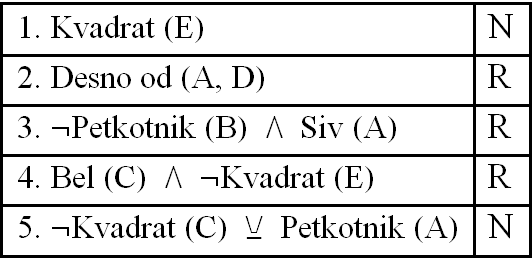 1. Kvadrat (E) N
2. Desno od (A, D) R
3. ¬Petkotnik (B) ∧ Siv (A) R
4. Bel (C) ∧ ¬Kvadrat (E) R
5. ¬Kvadrat (C) ⊻ Petkotnik (A) N